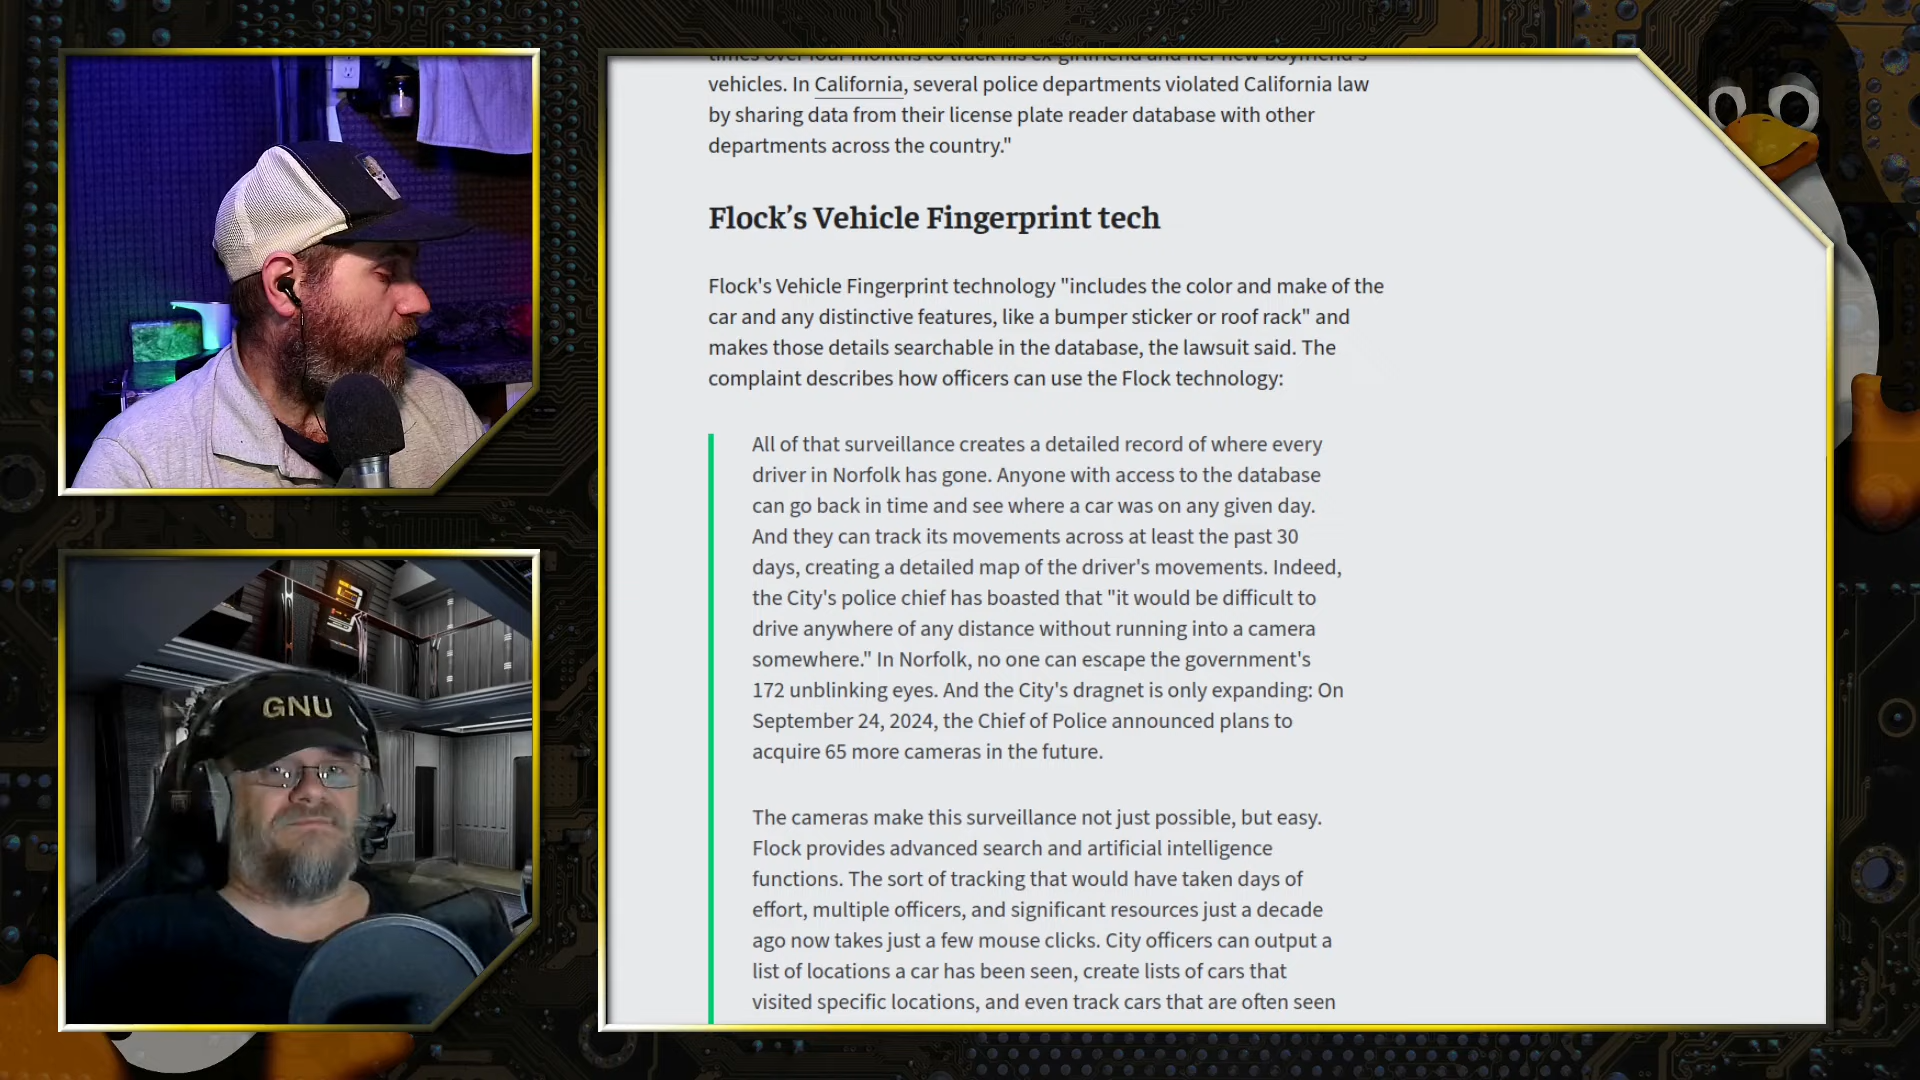 GNU
times over four months to track his ex-girlfriend and her new boyfriend's
vehicles. In California, several police departments violated California law
by sharing data from their license plate reader database with other
departments across the country."
Flock’s Vehicle Fingerprint tech
Flock's Vehicle Fingerprint technology "includes the color and make of the
car and any distinctive features, like a bumper sticker or roof rack" and
makes those details searchable in the database, the lawsuit said. The
complaint describes how officers can use the Flock technology:
All of that surveillance creates a detailed record of where every
driver in Norfolk has gone. Anyone with access to the database
can go back in time and see where a car was on any given day.
And they can track its movements across at least the past 30
days, creating a detailed map of the driver's movements. Indeed,
the City's police chief has boasted that "it would be difficult to
drive anywhere of any distance without running into a camera
somewhere." In Norfolk, no one can escape the government's
172 unblinking eyes. And the City's dragnet is only expanding: On
September 24, 2024, the Chief of Police announced plans to
acquire 65 more cameras in the future.
The cameras make this surveillance not just possible, but easy.
Flock provides advanced search and artificial intelligence
functions. The sort of tracking that would have taken days of
effort, multiple officers, and significant resources just a decade
ago now takes just a few mouse clicks. City officers can output a
list of locations a car has been seen, create lists of cars that
visited specific locations, and even track cars that are often seen